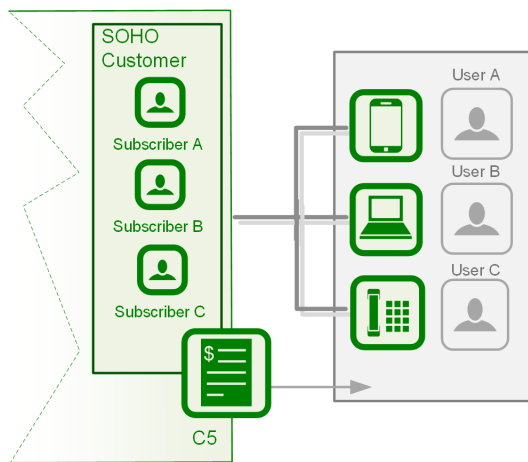 SOHO
Customer
Subscriber A
Subscriber B
Subscriber C
$
C5
User A
User B
User C